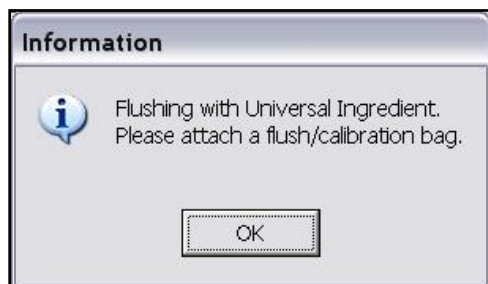 Information
Flushing with Universal Ingredient.
Please attach a flush/calibration bag.
OK